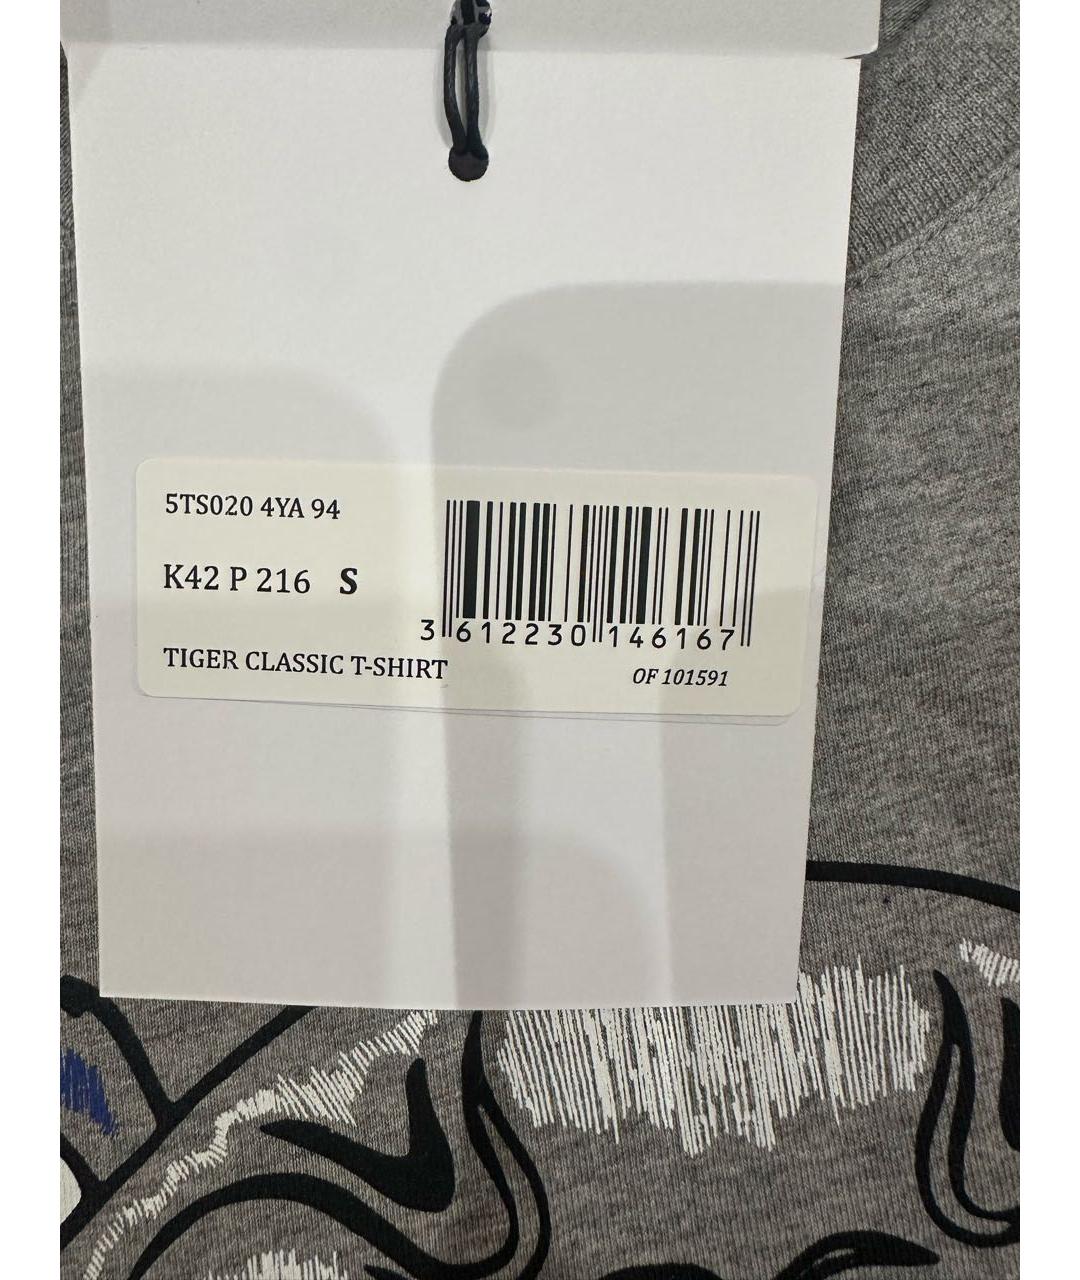 5TS020 4YA 94
K42 P 216 S
3 612230 146167
TIGER CLASSIC T-SHIRT
OF 101591